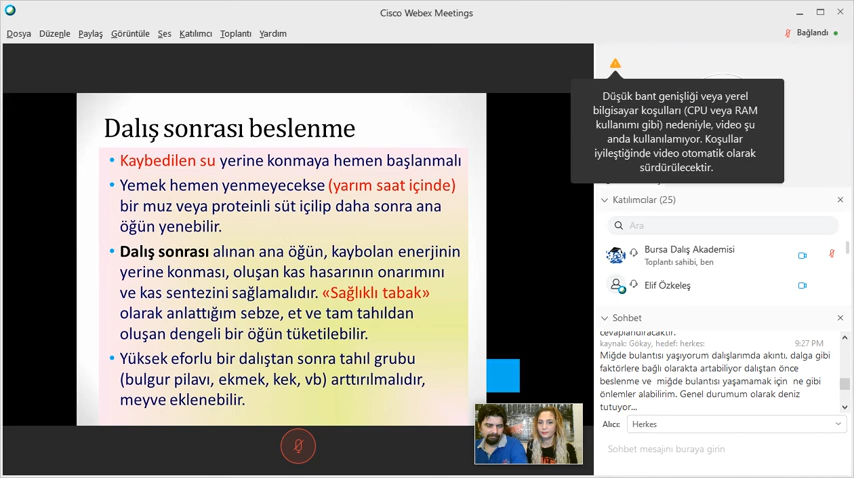 Cisco Webex Meetings
Dosya Düzenle Paylaş Görüntüle Ses Katılımcı Toplantı Yardım
Bağlandı
Dalış sonrası beslenme
• Kaybedilen su yerine konmaya hemen başlanmalı
• Yemek hemen yenmeyecekse (yarım saat içinde)
bir muz veya proteinli süt içilip daha sonra ana
öğün yenebilir.
• Dalış sonrası alınan ana öğün, kaybolan enerjinin
yerine konması, oluşan kas hasarının onarımını
ve kas sentezini sağlamalıdır. «Sağlıklı tabak»
olarak anlattığım sebze, et ve tam tahıldan
oluşan dengeli bir öğün tüketilebilir.
• Yüksek eforlu bir dalıştan sonra tahıl grubu
(bulgur pilavı, ekmek, kek, vb) arttırılmalıdır,
meyve eklenebilir.
Düşük bant genişliği veya yerel
bilgisayar koşulları (CPU veya RAM
kullanımı gibi) nedeniyle, video şu
anda kullanılamıyor. Koşullar
iyileştiğinde video otomatik olarak
sürdürülecektir.
Katılımcılar (25)
Ara
Bursa Dalış Akademisi
Toplantı sahibi, ben
Elif Özkeleş
Sohbet
cevaplandıracaktır.
kaynak: Gökay, hedef: herkes: 9:27 PM
Miğde bulantısı yaşıyorum dalışlarımda akıntı, dalga gibi
faktörlere bağlı olarakta artabiliyor dalıştan önce
beslenme ve miğde bulantısı yaşamamak için ne gibi
önlemler alabilirim. Genel durumum olarak deniz
tutuyor...
Alıcı: Herkes
Sohbet mesajını buraya girin